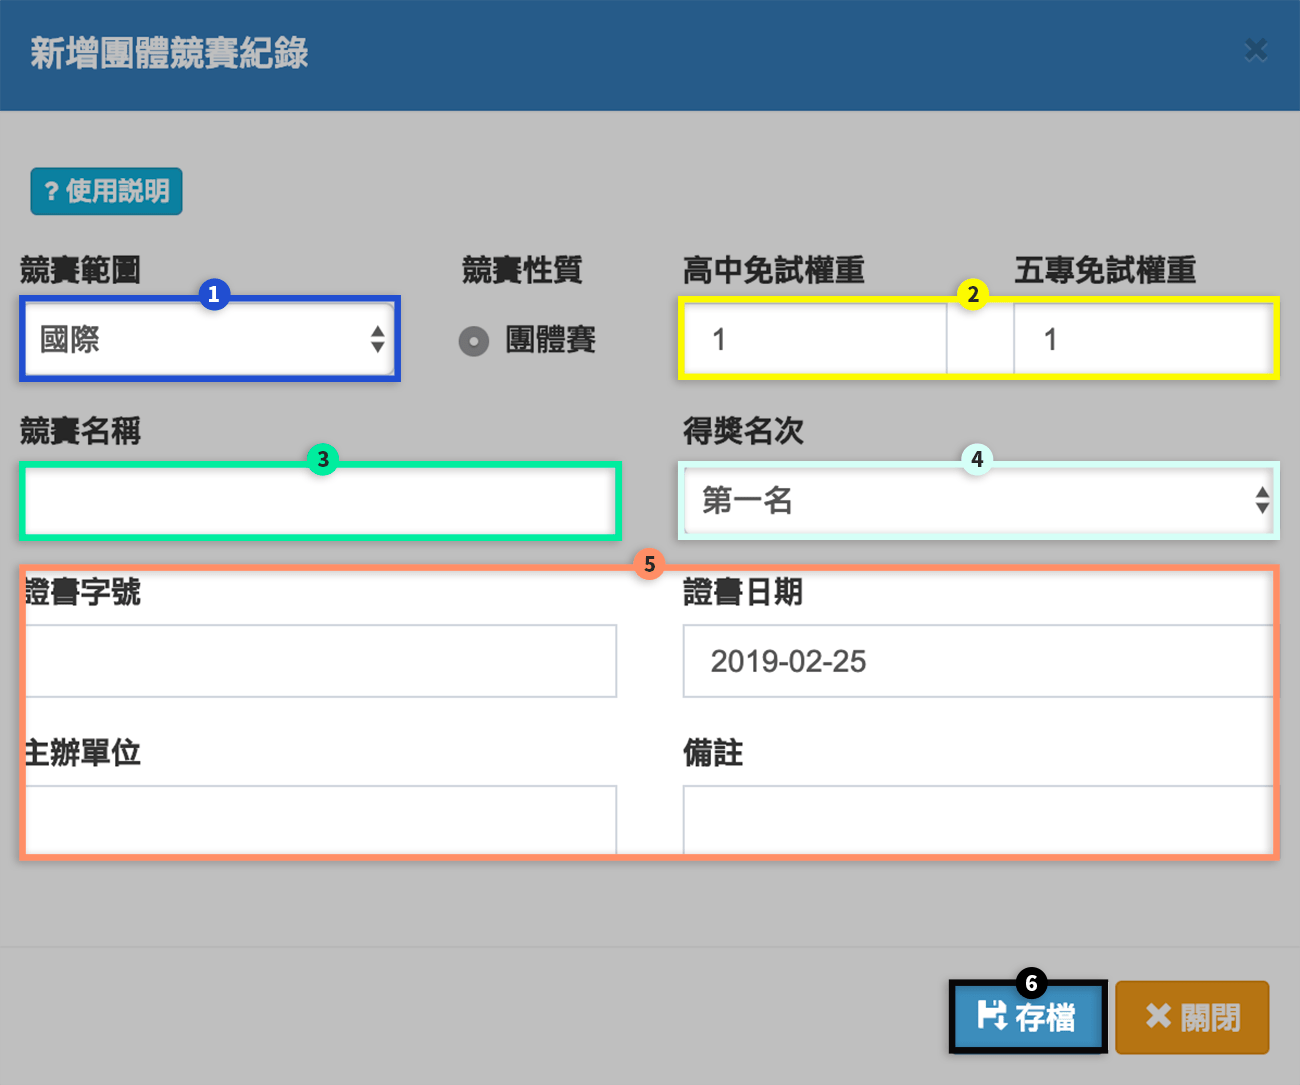 新增團體競賽紀錄
? 使用説明
競賽範圍 競賽性質 高中免試權重 五專免試權重
1 2
國際 團體賽 1 1
競賽名稱 得獎名次
3 4
第一名
5
證書字號 證書日期
2019-02-25
主辦單位 備註
6
存檔 關閉